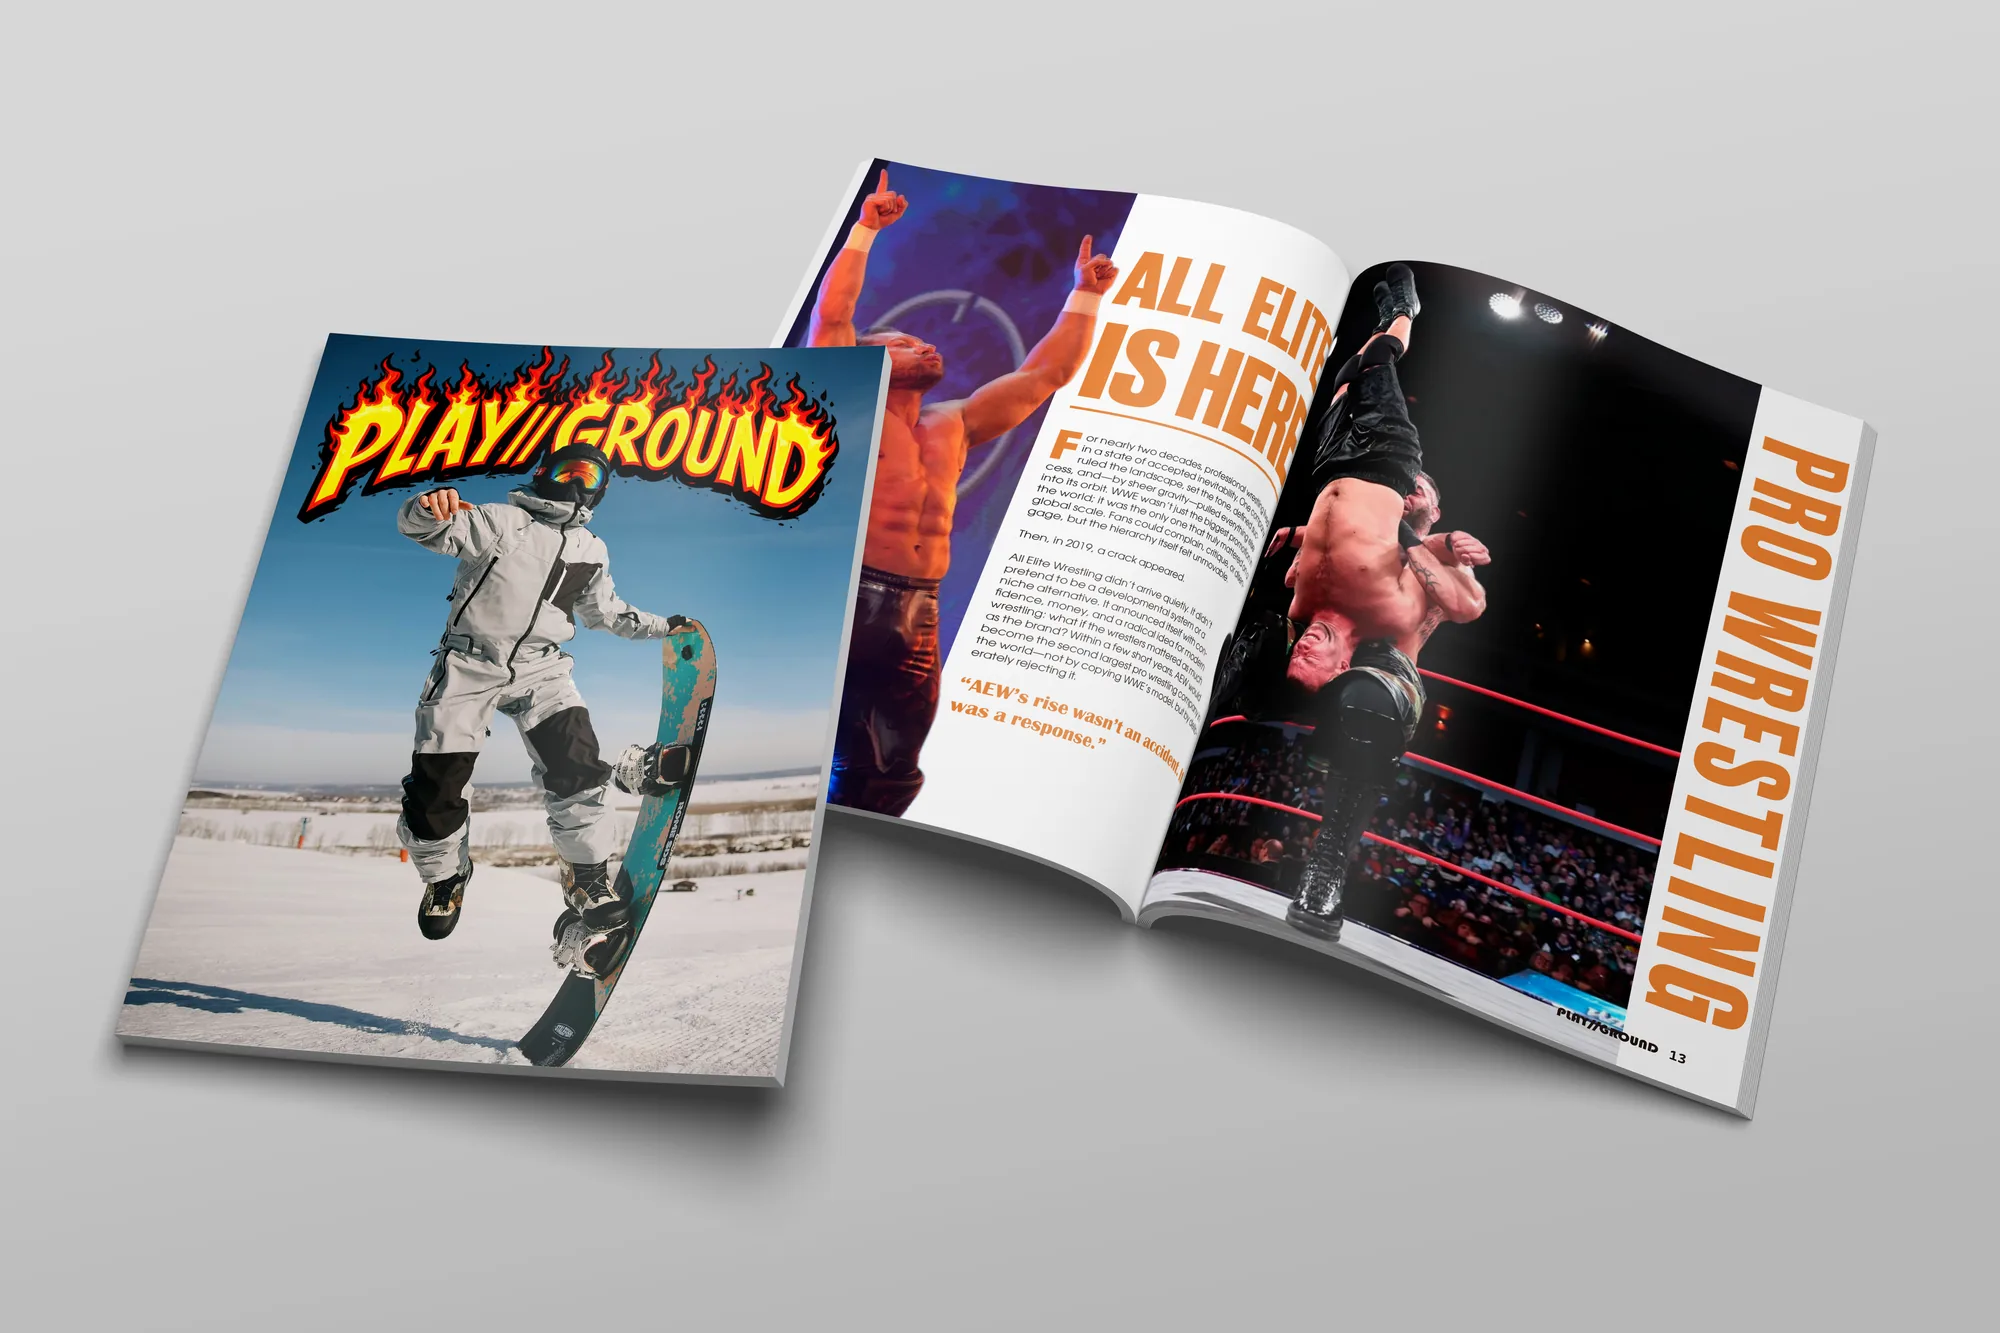 PLAY//GROUND
ALL ELITE
IS HERE
For nearly two decades, professional wrestling
in a state of accepted inevitability. One
ruled the landscape, set the tone, defined
cess, and—by sheer gravity—pulled everything
into its orbit. WWE wasn't just the biggest promotion
the world; it was the only one that truly mattered on a
global scale. Fans could complain, critique, or
gage, but the hierarchy itself felt unmovable.
Then, in 2019, a crack appeared.
All Elite Wrestling didn't arrive quietly. It didn't
pretend to be a developmental system or a
niche alternative. It announced itself with con-
fidence, money, and a radical idea for modern
wrestling: what if the wrestlers mattered as much
as the brand? Within a few short years, AEW would
become the second largest pro wrestling company in
the world—not by copying WWE's model, but by
erately rejecting it.
“AEW's rise wasn't an accident, it
was a response.”
PRO WRESTLING
PLAY//GROUND 13